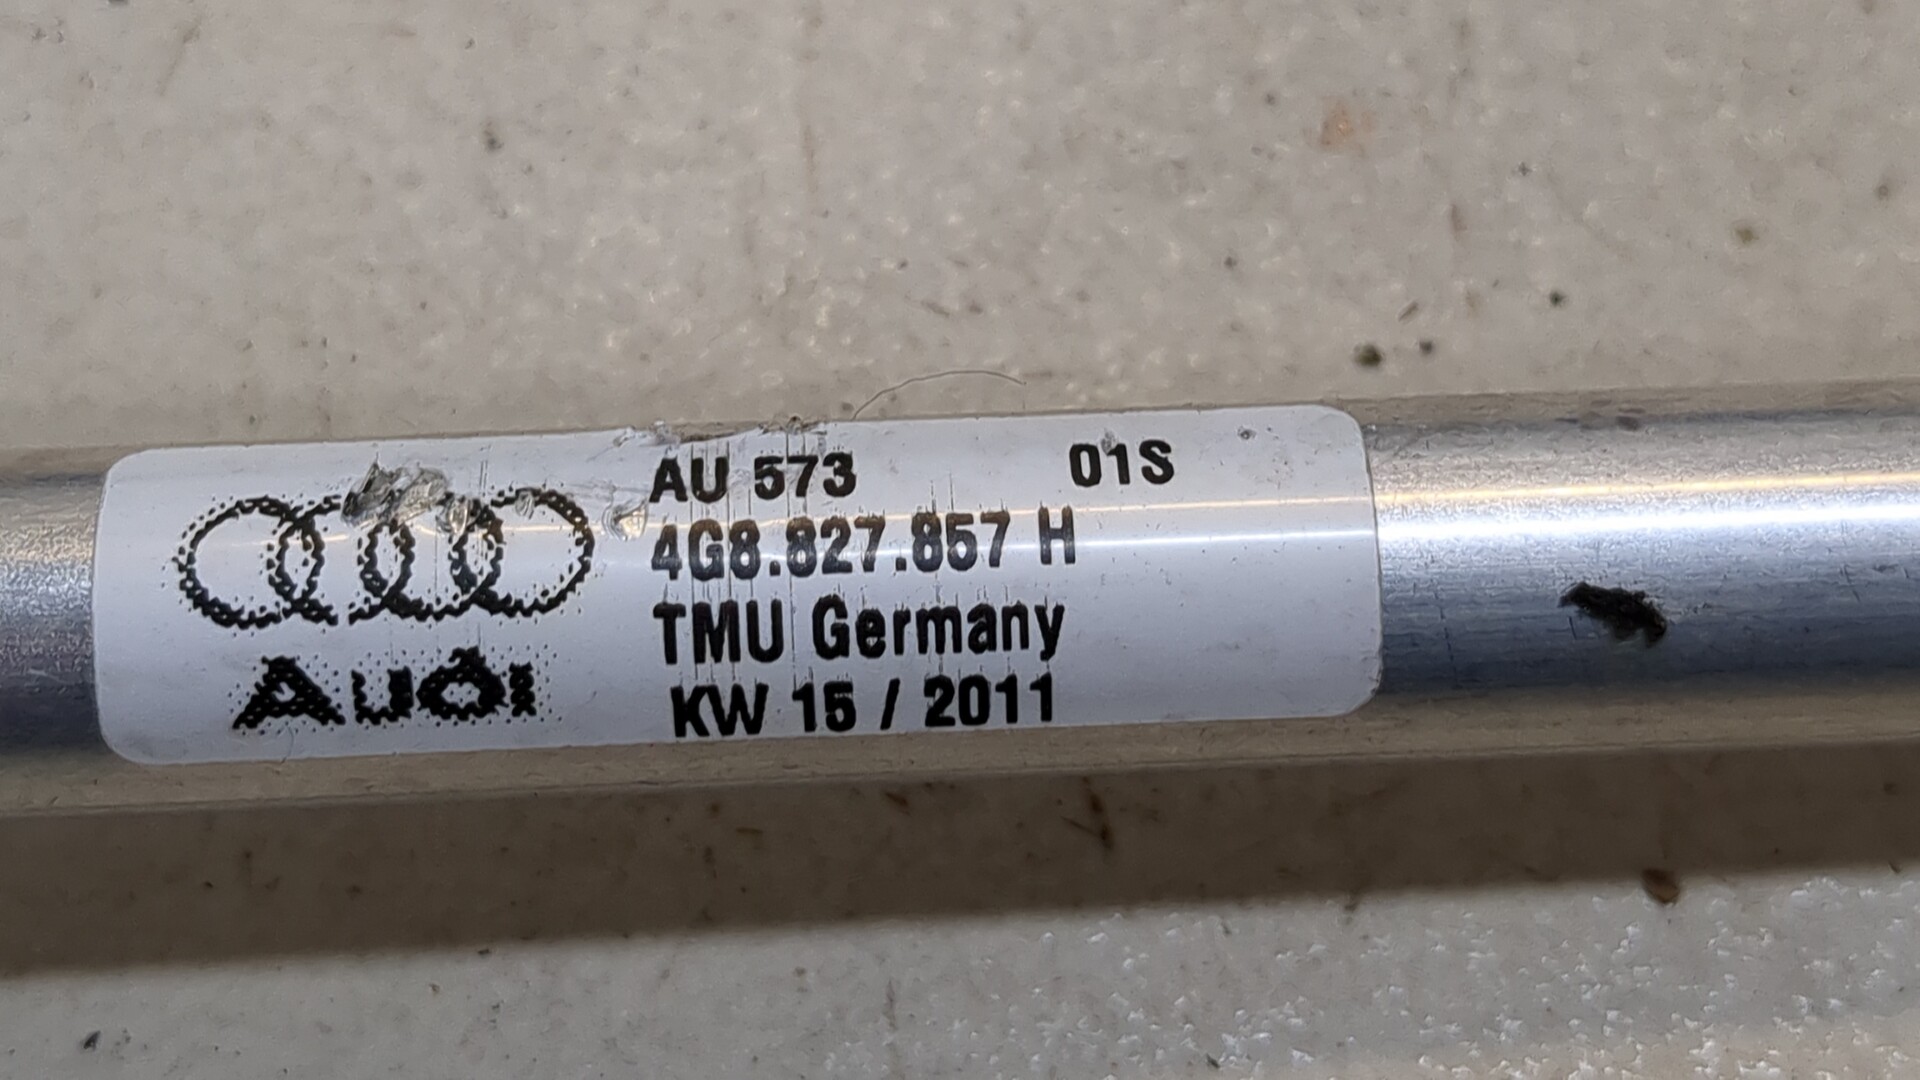 AU 573 01S
4G8.827.857 H
TMU Germany
KW 15 / 2011
Audi